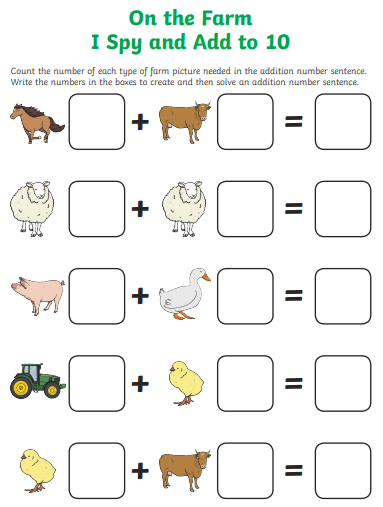 On the Farm
I Spy and Add to 10
Count the number of each type of farm picture needed in the addition number sentence.
Write the numbers in the boxes to create and then solve an addition number sentence.
+ =
+ =
+ =
+ =
+ =